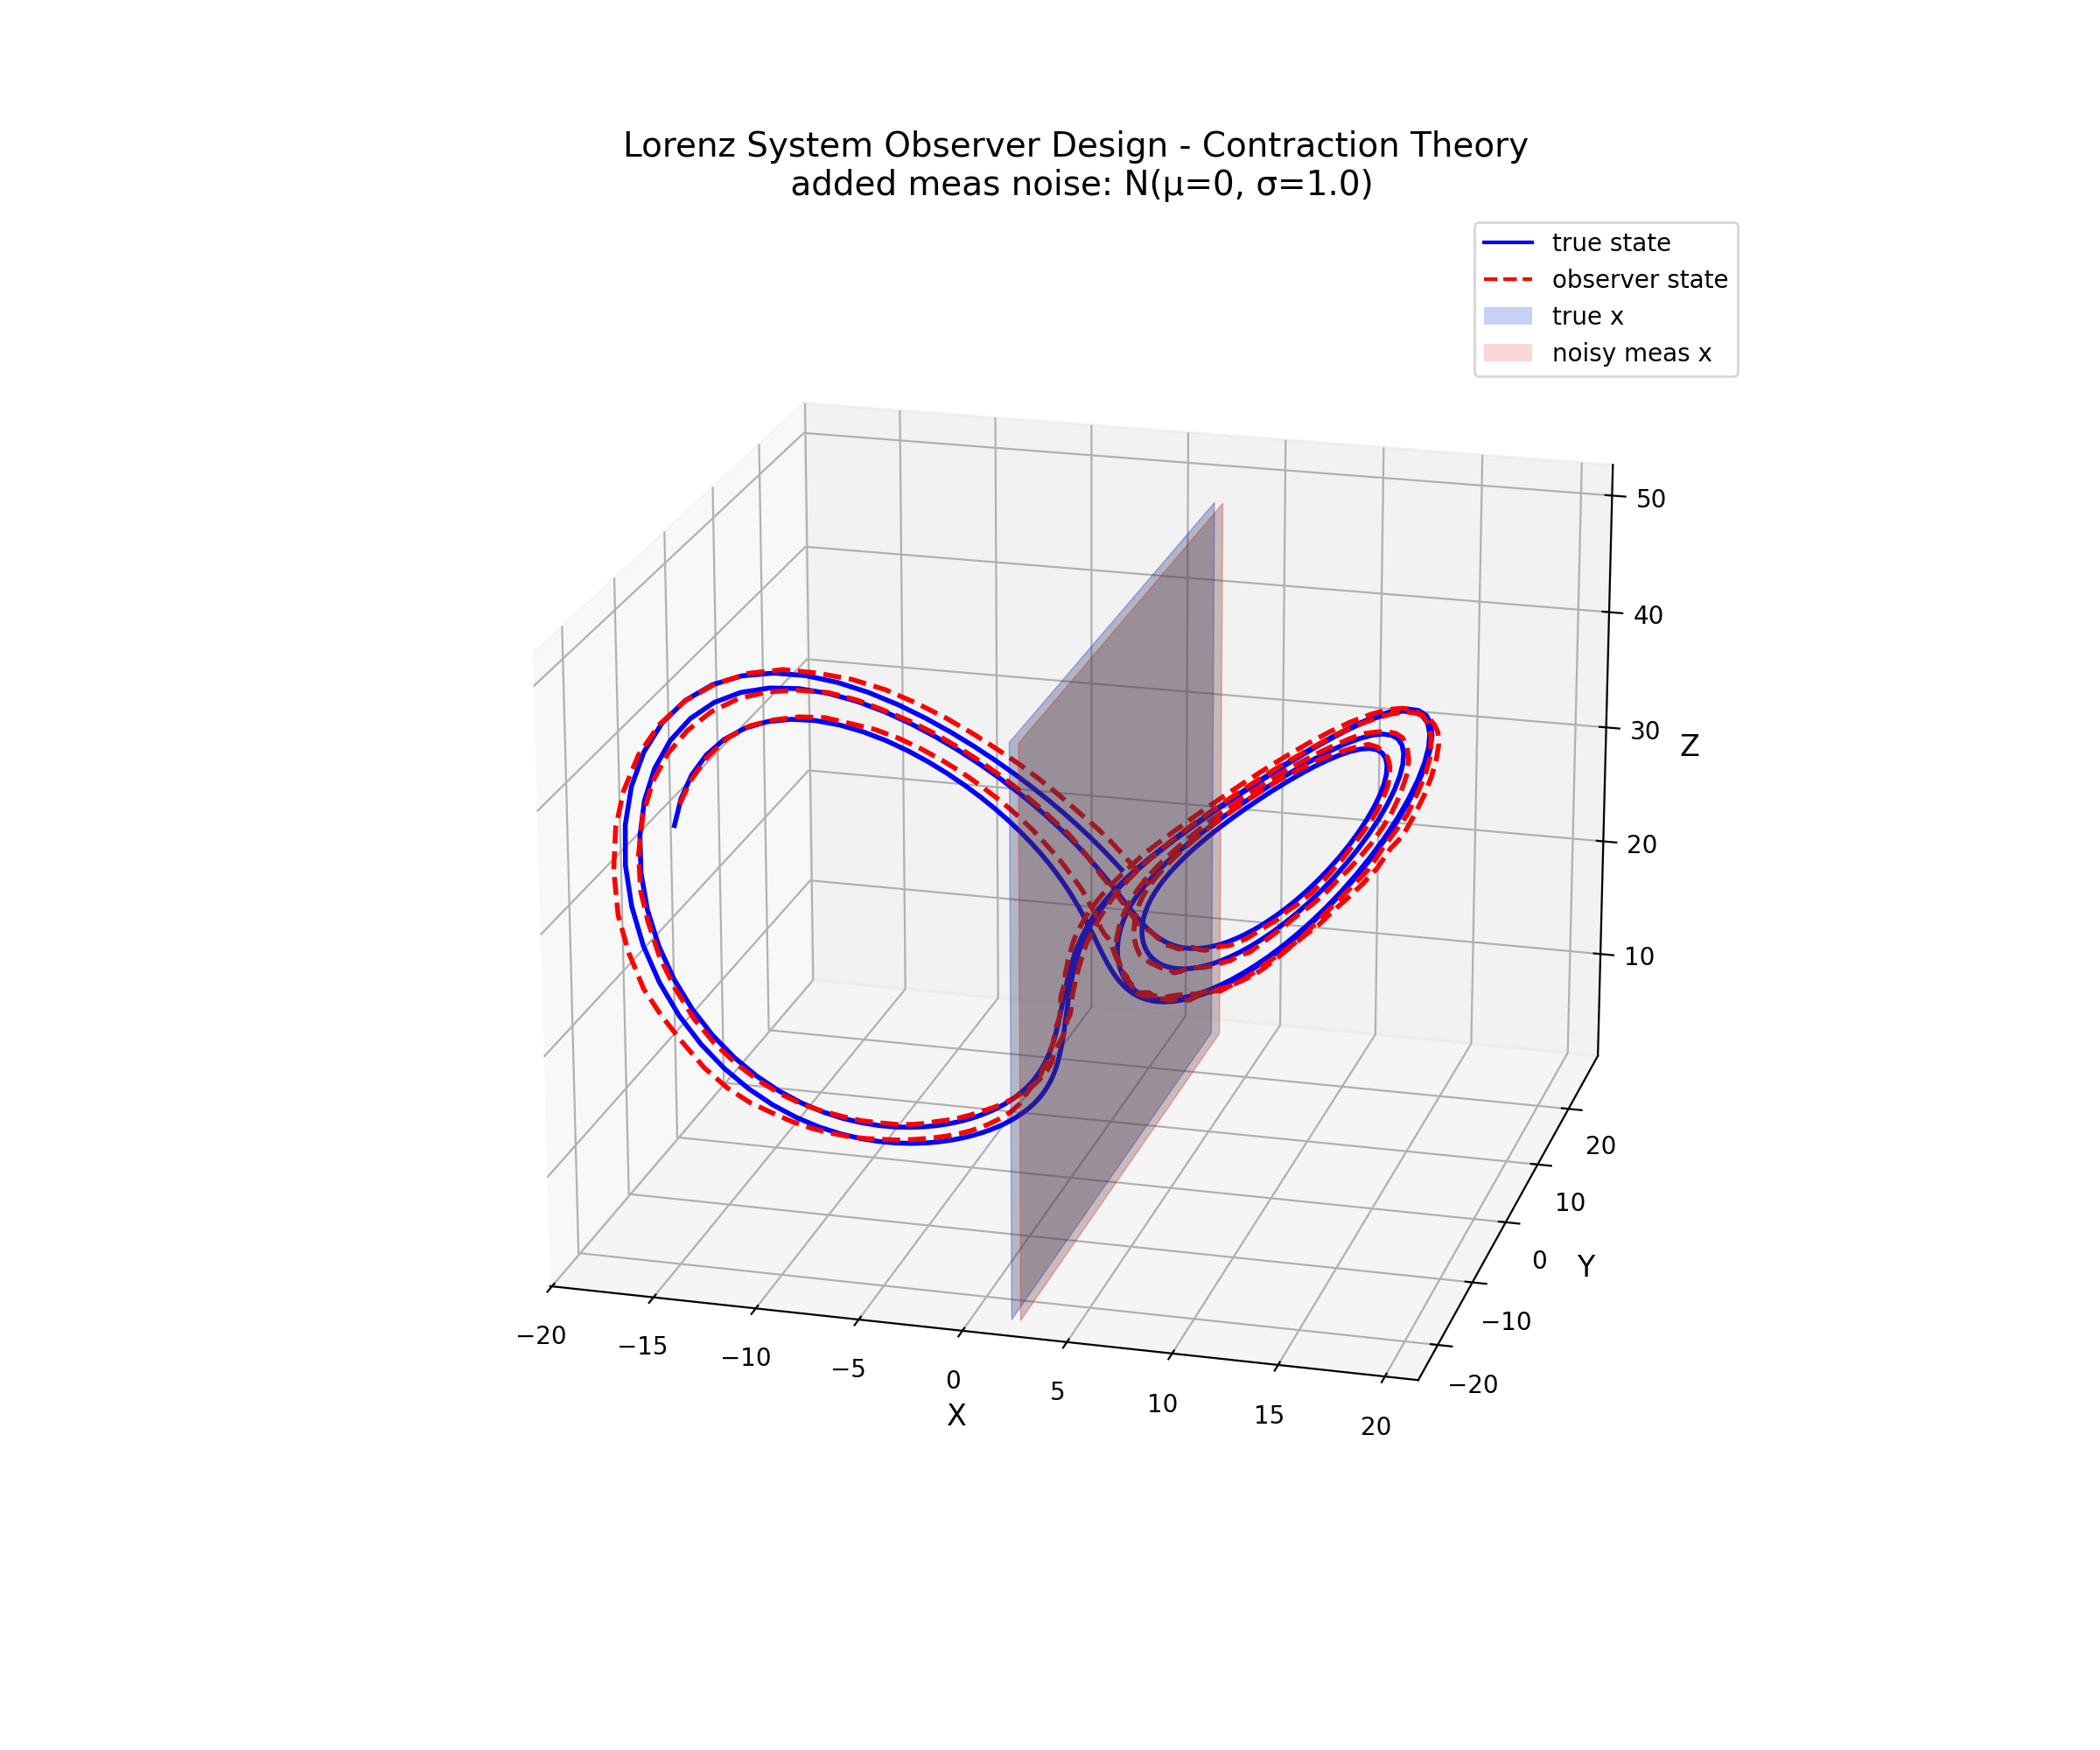 Lorenz System Observer Design - Contraction Theory
added meas noise: N(μ=0, σ=1.0)
true state
observer state
true x
noisy meas x
50
40
30
Z
20
10
20
10
0
Y
−10
−20
−20
−15
−10
−5
0
5
10
15
20
X